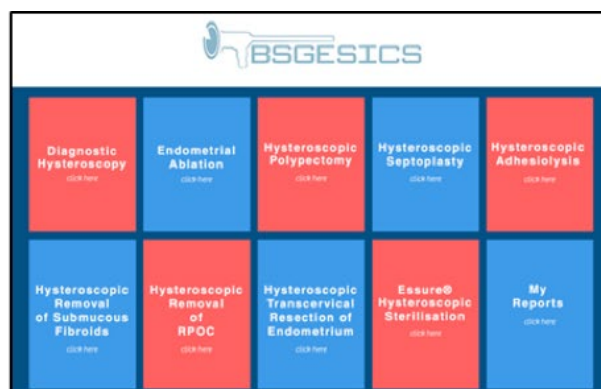 BSGESICS
Diagnostic
Hysteroscopy
click here
Endometrial
Ablation
click here
Hysteroscopic
Polypectomy
click here
Hysteroscopic
Septoplasty
click here
Hysteroscopic
Adhesiolysis
click here
Hysteroscopic
Removal
of Submucous
Fibroids
click here
Hysteroscopic
Removal
of
RPOC
click here
Hysteroscopic
Transcervical
Resection of
Endometrium
click here
Essure®
Hysteroscopic
Sterilisation
click here
My
Reports
click here